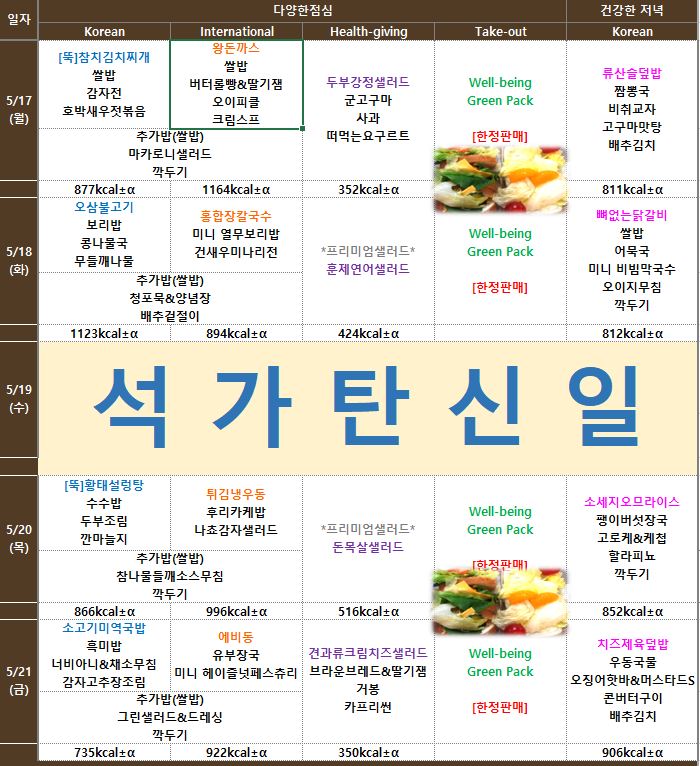 일자
다양한점심
건강한 저녁
Korean
International
Health-giving
Take-out
Korean
5/17
(월)
[뚝]참치김치찌개
쌀밥
감자전
호박새우젓볶음
왕돈까스
쌀밥
버터롤빵&딸기잼
오이피클
크림스프
추가밥(쌀밥)
마카로니샐러드
깍두기
두부강정샐러드
군고구마
사과
떠먹는요구르트
Well-being
Green Pack
[한정판매]
류산슬덮밥
짬뽕국
비취교자
고구마맛탕
배추김치
877kcal±α
1164kcal±α
352kcal±α
811kcal±α
5/18
(화)
오삼불고기
보리밥
콩나물국
무들깨나물
홍합장칼국수
미니 열무보리밥
건새우미나리전
추가밥(쌀밥)
청포묵&양념장
배추겉절이
*프리미엄샐러드*
훈제연어샐러드
Well-being
Green Pack
[한정판매]
뼈없는닭갈비
쌀밥
어묵국
미니 비빔막국수
오이지무침
깍두기
1123kcal±α
894kcal±α
424kcal±α
812kcal±α
5/19
(수)
석가탄신일
5/20
(목)
[뚝]황태설렁탕
수수밥
두부조림
깐마늘지
튀김냉우동
후리카케밥
나쵸감자샐러드
추가밥(쌀밥)
참나물들깨소스무침
깍두기
*프리미엄샐러드*
돈목살샐러드
Well-being
Green Pack
[한정판매]
소세지오므라이스
팽이버섯장국
고로케&케첩
할라피뇨
깍두기
866kcal±α
996kcal±α
516kcal±α
852kcal±α
5/21
(금)
소고기미역국밥
흑미밥
너비아니&채소무침
감자고추장조림
에비동
유부장국
미니 헤이즐넛페스츄리
추가밥(쌀밥)
그린샐러드&드레싱
깍두기
견과류크림치즈샐러드
브라운브레드&딸기잼
거봉
카프리썬
Well-being
Green Pack
[한정판매]
치즈제육덮밥
우동국물
오징어핫바&머스타드S
콘버터구이
배추김치
735kcal±α
922kcal±α
350kcal±α
906kcal±α